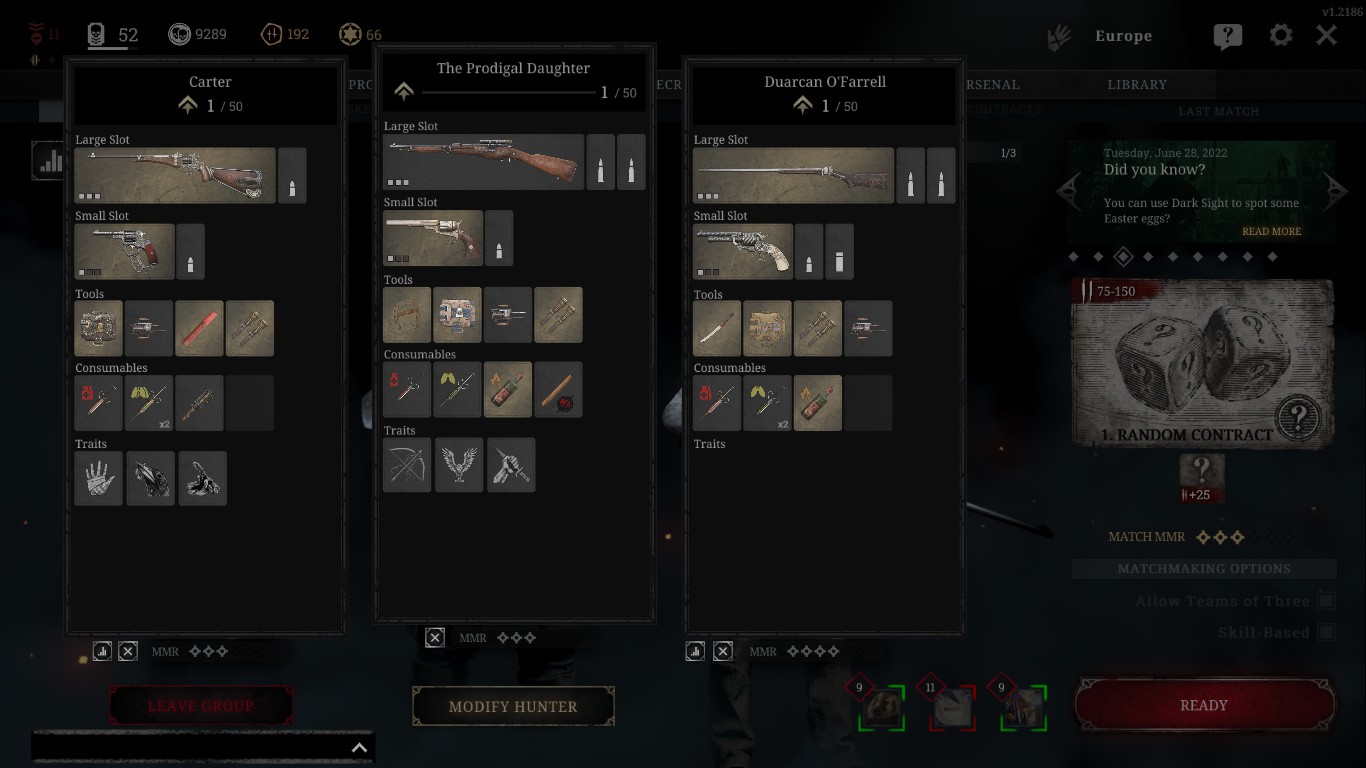 v1.2186
11
52
9289
192
66
Europe
PRO
ECR
RSENAL
LIBRARY
CONTRACTS
LAST MATCH
Carter
1 / 50
Large Slot
Small Slot
Tools
Consumables
x2
Traits
MMR
LEAVE GROUP
The Prodigal Daughter
1 / 50
Large Slot
Small Slot
Tools
Consumables
Traits
MMR
MODIFY HUNTER
Duarcan O'Farrell
1 / 50
Large Slot
Small Slot
Tools
Consumables
x2
Traits
MMR
9
11
9
1/3
Tuesday, June 28, 2022
Did you know?
You can use Dark Sight to spot some
Easter eggs?
READ MORE
75-150
1. RANDOM CONTRACT
+25
MATCH MMR
MATCHMAKING OPTIONS
Allow Teams of Three
Skill-Based
READY